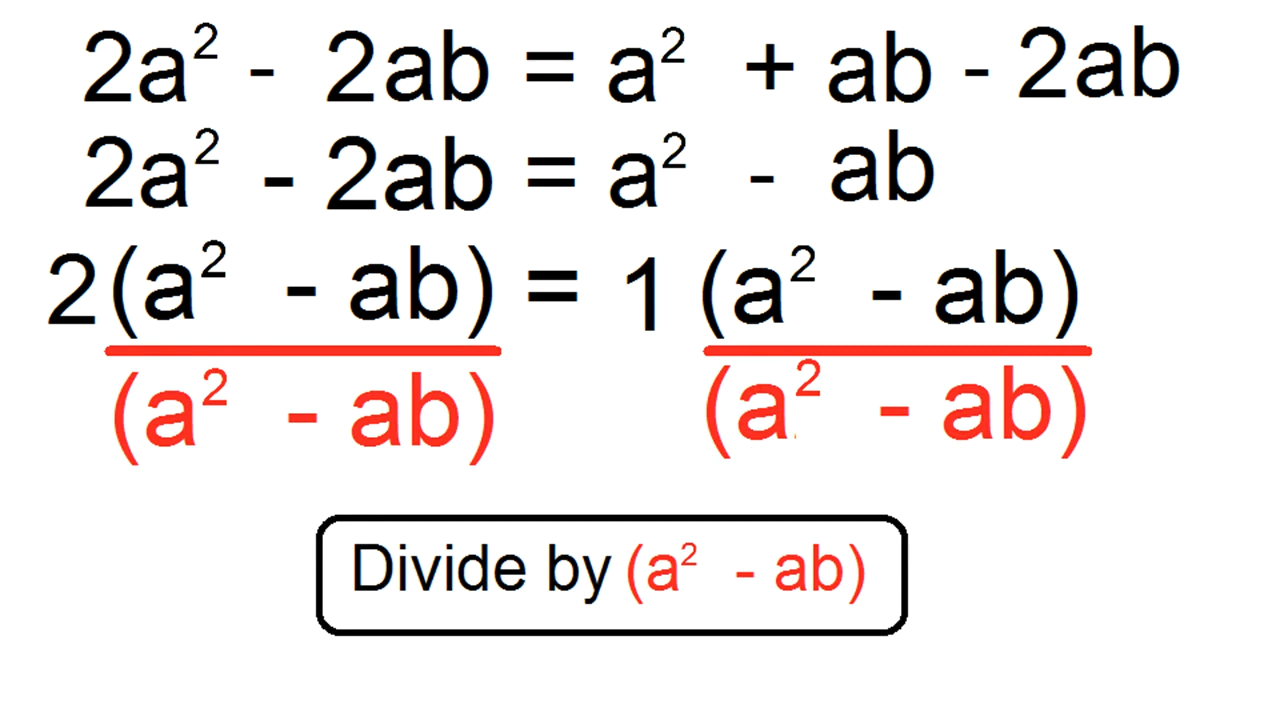 2a² - 2ab = a² + ab - 2ab
2a² - 2ab = a² - ab
2(a² - ab) = 1 (a² - ab)
(a² - ab) (a² - ab)
Divide by (a² - ab)